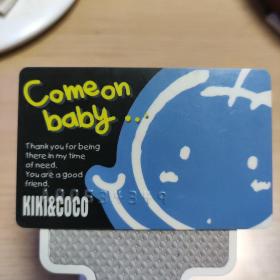 Come on
baby ...
Thank you for being
there in my time
of need.
You are a good
friend.
KIKI&COCO